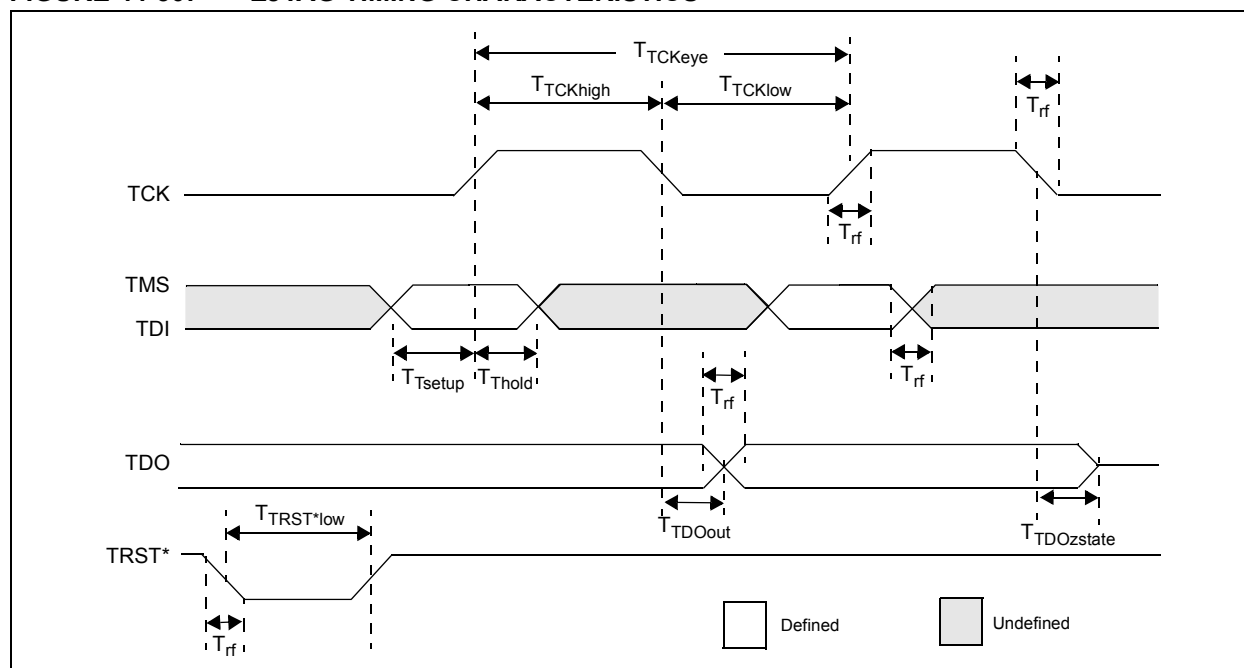 TTCKeye
TTCKhigh
TTCKlow
Trf
TCK
Trf
TMS
TDI
TTsetup
TThold
Trf
Trf
TDO
TTRST*low
TTDOout
TTDOzstate
TRST*
Trf
Defined
Undefined